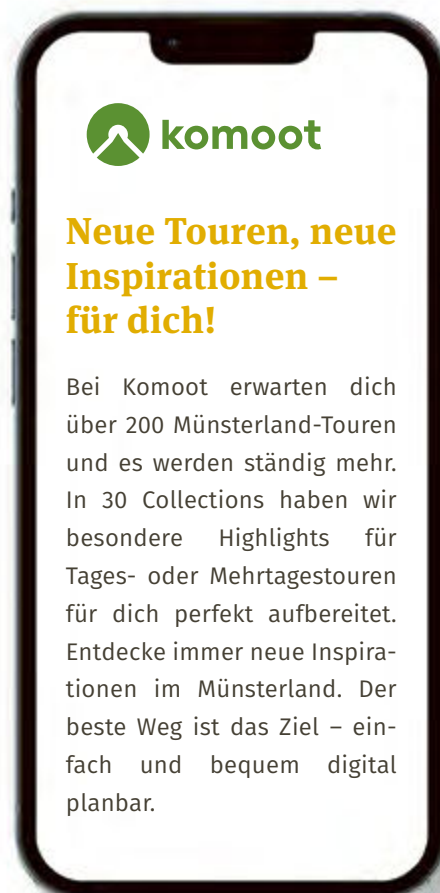 komoot
Neue Touren, neue
Inspirationen –
für dich!
Bei Komoot erwarten dich
über 200 Münsterland-Touren
und es werden ständig mehr.
In 30 Collections haben wir
besondere Highlights für
Tages- oder Mehrtagestouren
für dich perfekt aufbereitet.
Entdecke immer neue Inspira-
tionen im Münsterland. Der
beste Weg ist das Ziel – ein-
fach und bequem digital
planbar.